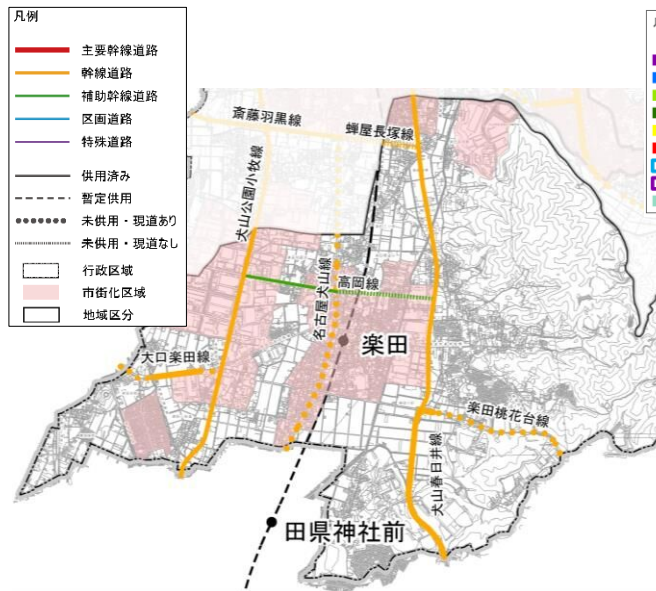 凡例
主要幹線道路
幹線道路
補助幹線道路
区画道路
特殊道路
供用済み
暫定供用
未供用・現道あり
未供用・現道なし
行政区域
市街化区域
地域区分
斎藤羽黒線
蝉屋長塚線
犬山公園小牧線
名古屋犬山線
高岡線
楽田
大口楽田線
楽田桃花台線
犬山春日井線
田県神社前